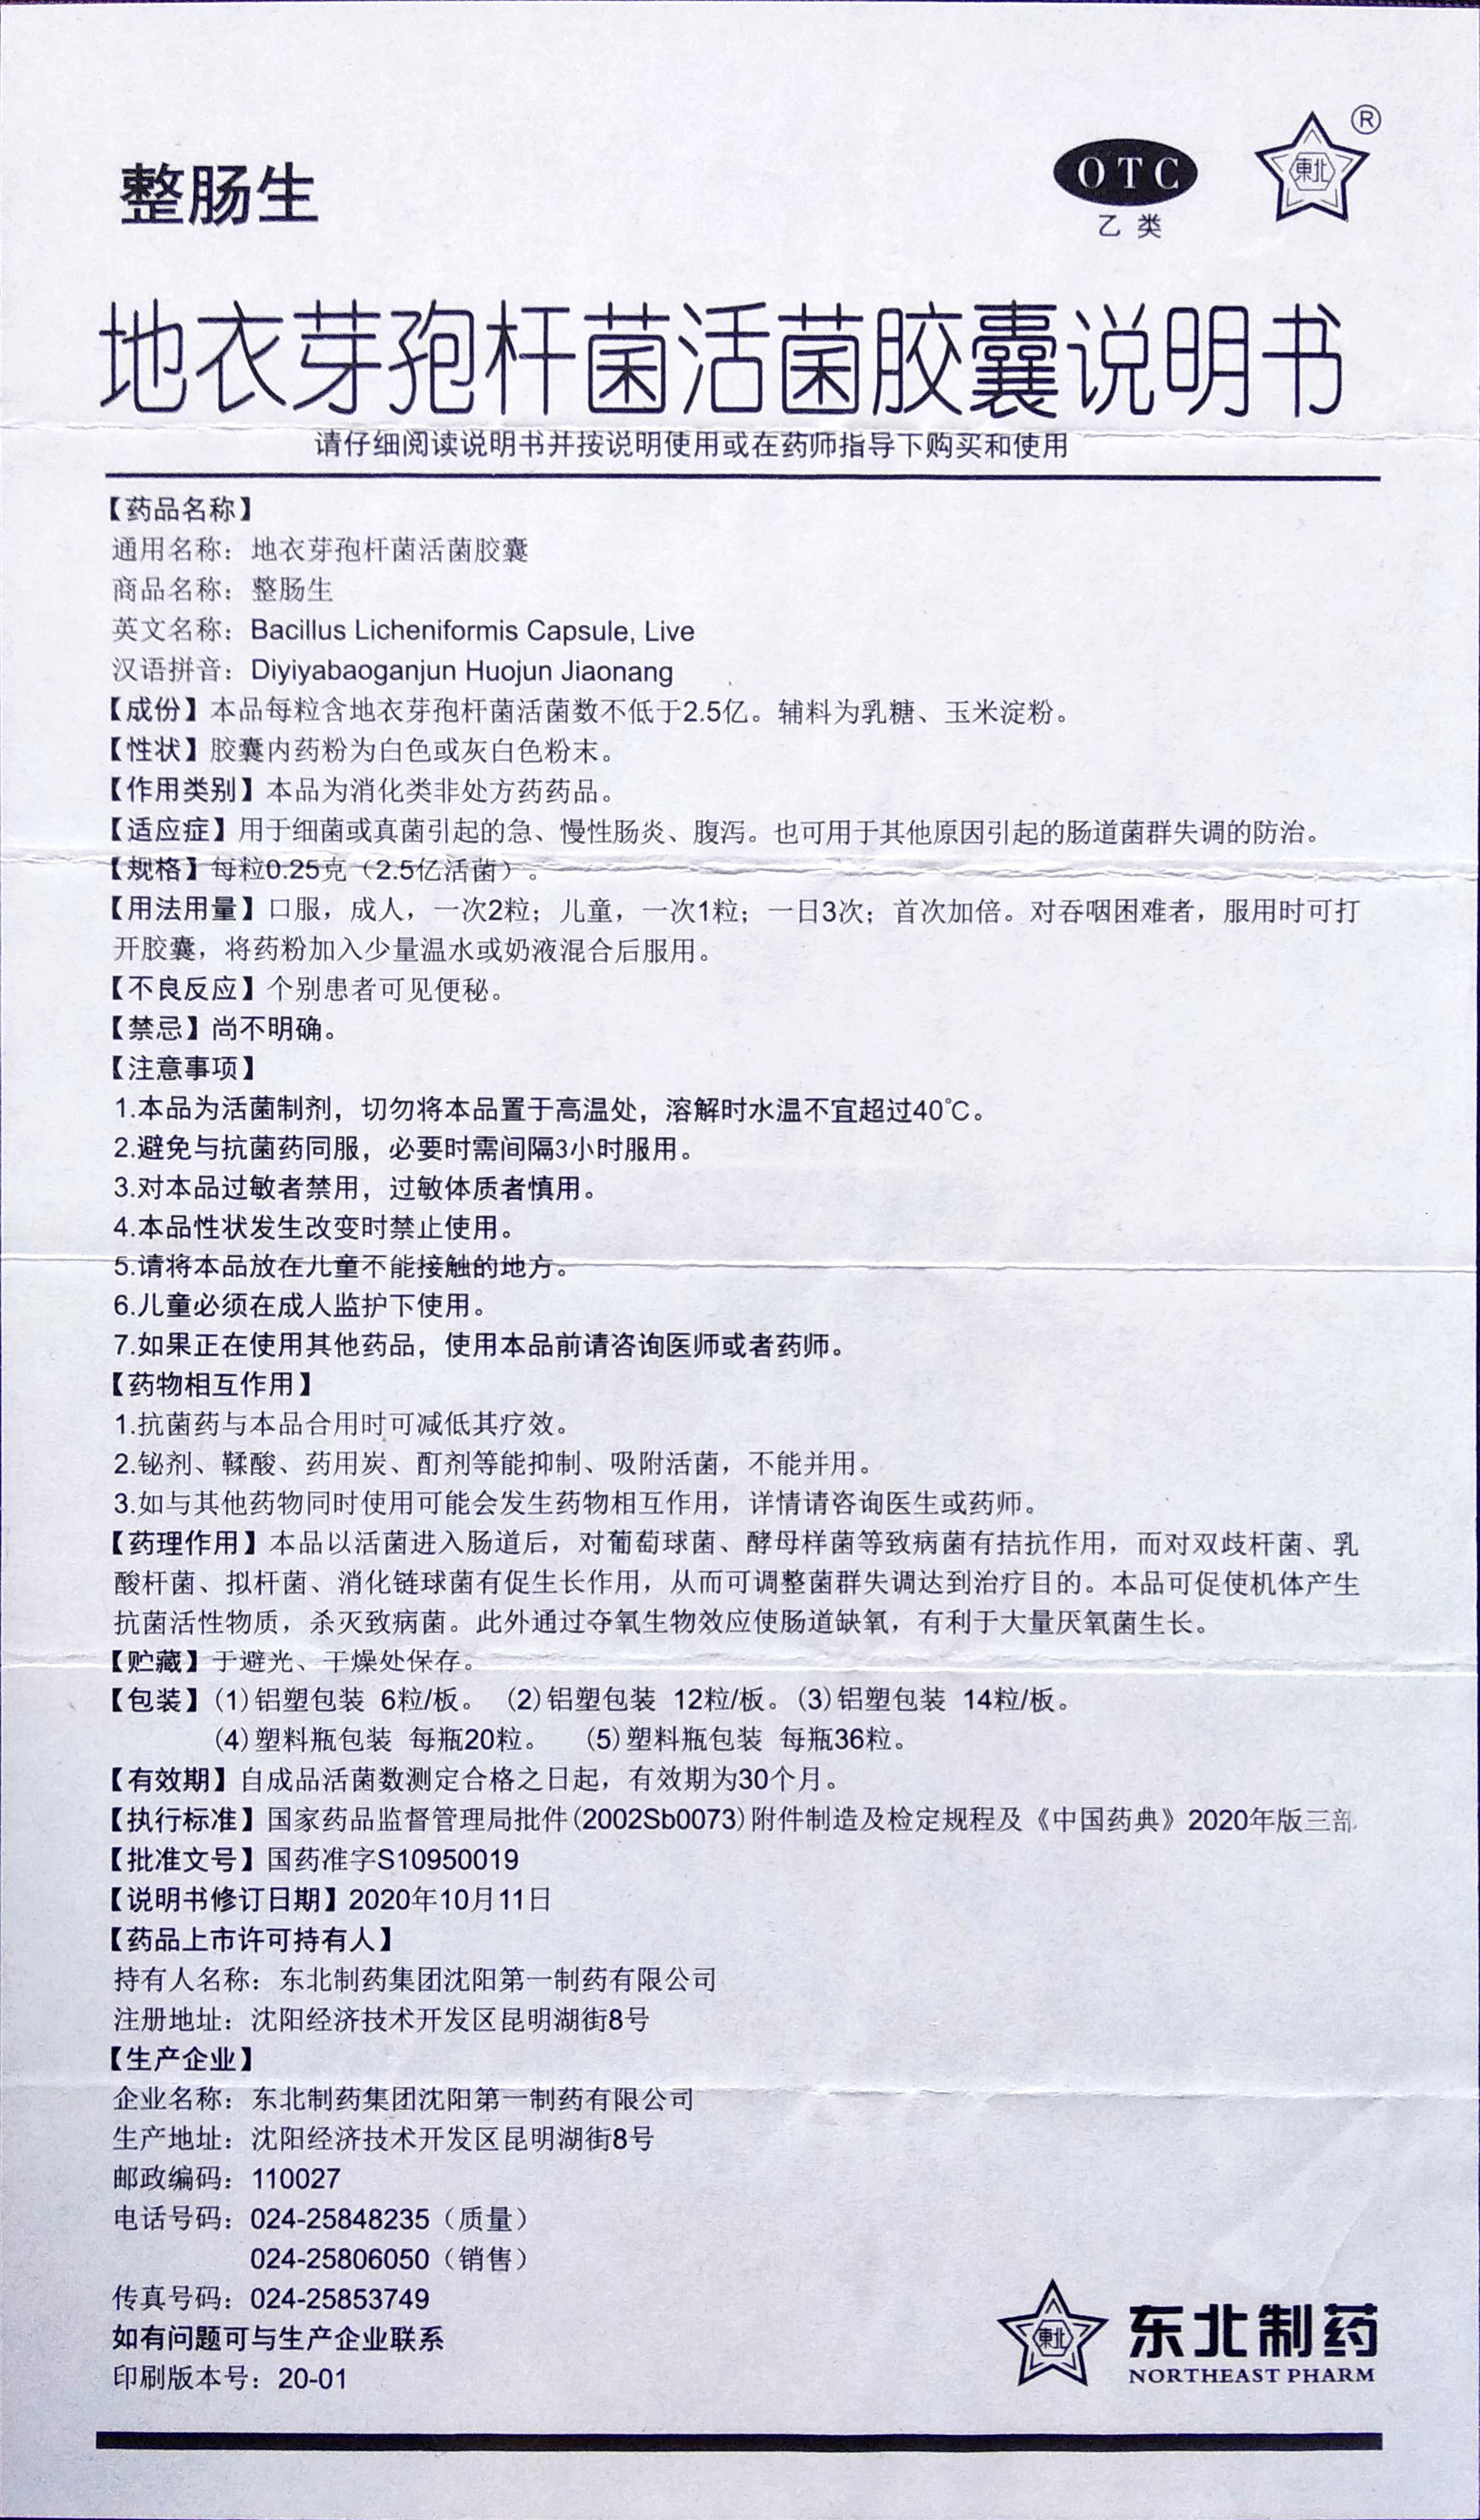 整肠生
OTC
乙类
東北
®
地衣芽孢杆菌活菌胶囊说明书
请仔细阅读说明书并按说明使用或在药师指导下购买和使用
【药品名称】
通用名称：地衣芽孢杆菌活菌胶囊
商品名称：整肠生
英文名称：Bacillus Licheniformis Capsule, Live
汉语拼音：Diyiyabaoganjun Huojun Jiaonang
【成份】本品每粒含地衣芽孢杆菌活菌数不低于2.5亿。辅料为乳糖、玉米淀粉。
【性状】胶囊内药粉为白色或灰白色粉末。
【作用类别】本品为消化类非处方药药品。
【适应症】用于细菌或真菌引起的急、慢性肠炎、腹泻。也可用于其他原因引起的肠道菌群失调的防治。
【规格】每粒0.25克（2.5亿活菌）。
【用法用量】口服，成人，一次2粒；儿童，一次1粒；一日3次；首次加倍。对吞咽困难者，服用时可打
开胶囊，将药粉加入少量温水或奶液混合后服用。
【不良反应】个别患者可见便秘。
【禁忌】尚不明确。
【注意事项】
1.本品为活菌制剂，切勿将本品置于高温处，溶解时水温不宜超过40℃。
2.避免与抗菌药同服，必要时需间隔3小时服用。
3.对本品过敏者禁用，过敏体质者慎用。
4.本品性状发生改变时禁止使用。
5.请将本品放在儿童不能接触的地方。
6.儿童必须在成人监护下使用。
7.如果正在使用其他药品，使用本品前请咨询医师或者药师。
【药物相互作用】
1.抗菌药与本品合用时可减低其疗效。
2.铋剂、鞣酸、药用炭、酊剂等能抑制、吸附活菌，不能并用。
3.如与其他药物同时使用可能会发生药物相互作用，详情请咨询医生或药师。
【药理作用】本品以活菌进入肠道后，对葡萄球菌、酵母样菌等致病菌有拮抗作用，而对双歧杆菌、乳
酸杆菌、拟杆菌、消化链球菌有促生长作用，从而可调整菌群失调达到治疗目的。本品可促使机体产生
抗菌活性物质，杀灭致病菌。此外通过夺氧生物效应使肠道缺氧，有利于大量厌氧菌生长。
【贮藏】于避光、干燥处保存。
【包装】(1)铝塑包装 6粒/板。 (2)铝塑包装 12粒/板。(3)铝塑包装 14粒/板。
(4)塑料瓶包装 每瓶20粒。 (5)塑料瓶包装 每瓶36粒。
【有效期】自成品活菌数测定合格之日起，有效期为30个月。
【执行标准】国家药品监督管理局批件(2002Sb0073)附件制造及检定规程及《中国药典》2020年版三部
【批准文号】国药准字S10950019
【说明书修订日期】2020年10月11日
【药品上市许可持有人】
持有人名称：东北制药集团沈阳第一制药有限公司
注册地址：沈阳经济技术开发区昆明湖街8号
【生产企业】
企业名称：东北制药集团沈阳第一制药有限公司
生产地址：沈阳经济技术开发区昆明湖街8号
邮政编码：110027
电话号码：024-25848235（质量）
024-25806050（销售）
传真号码：024-25853749
如有问题可与生产企业联系
印刷版本号：20-01
東北
东北制药
NORTHEAST PHARM